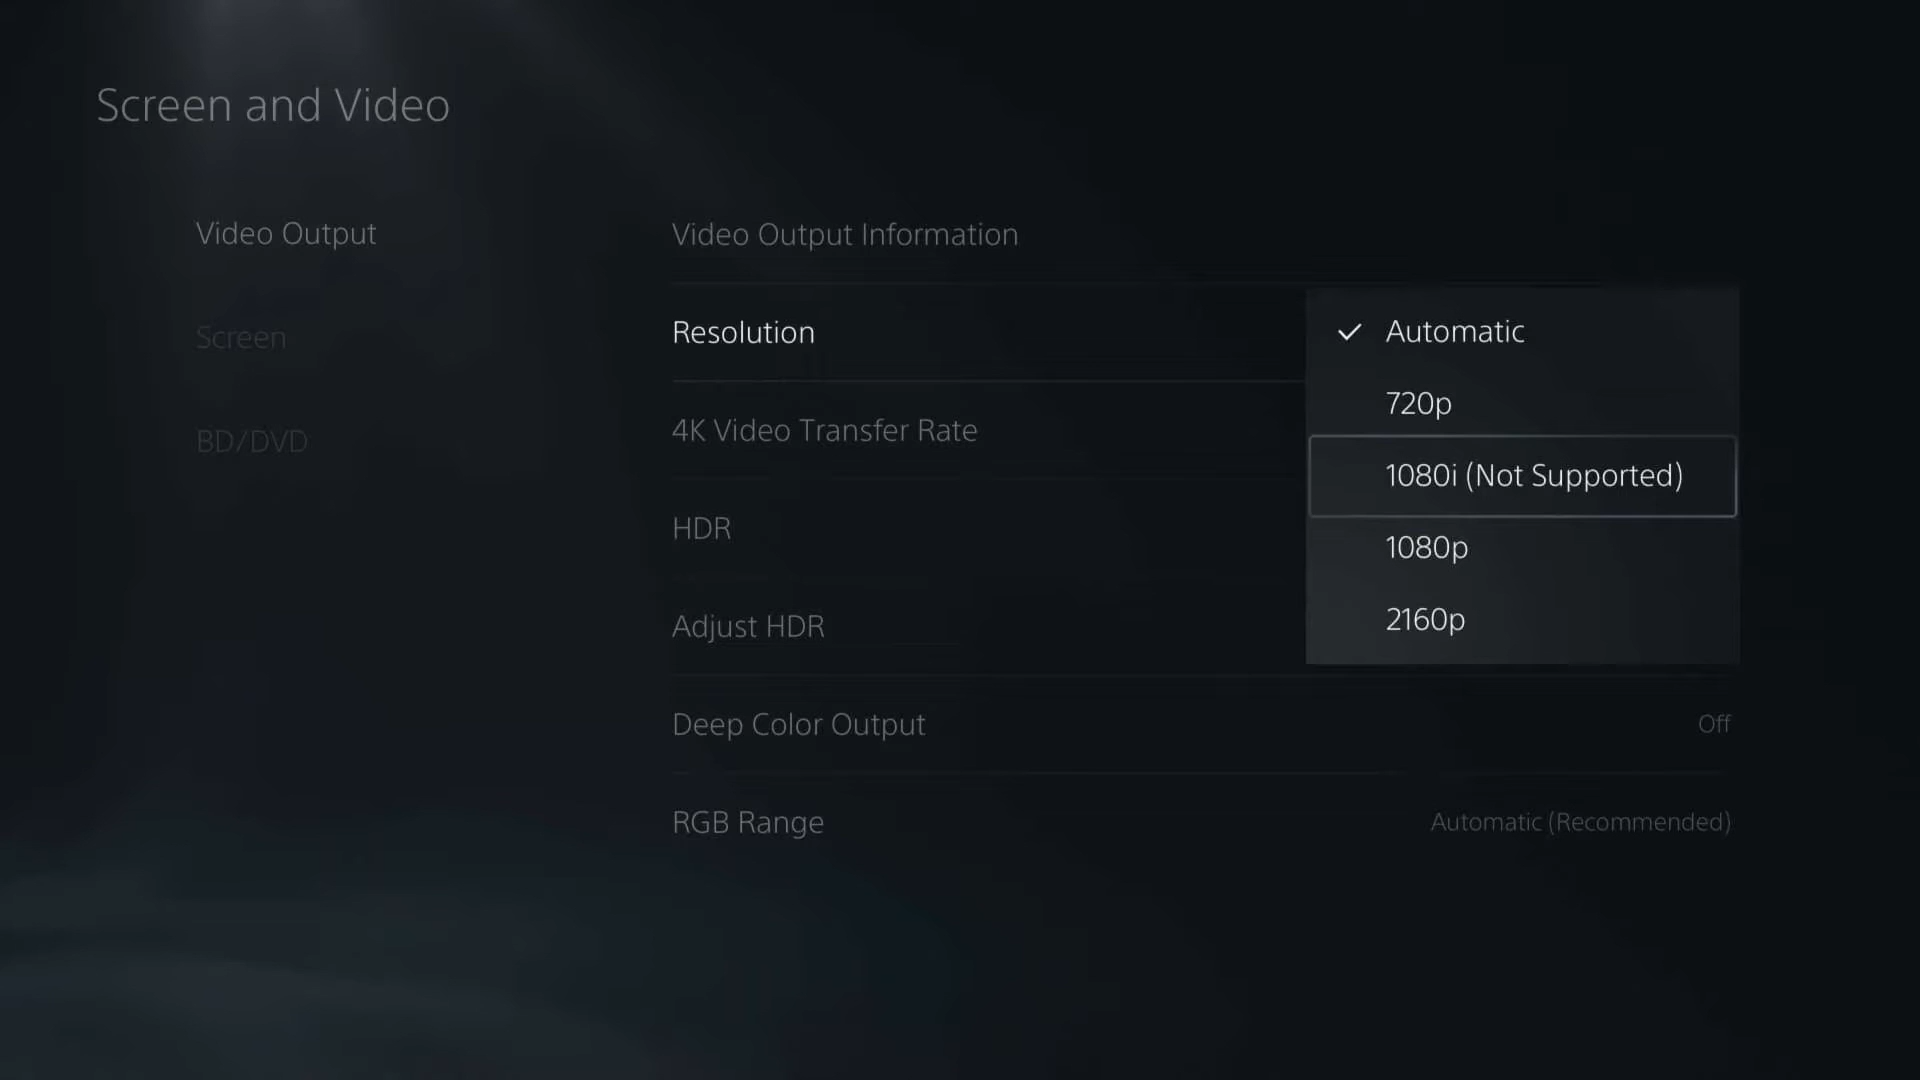 Screen and Video
Video Output
Screen
BD/DVD
Video Output Information
Resolution
4K Video Transfer Rate
HDR
Adjust HDR
Deep Color Output
Off
RGB Range
Automatic (Recommended)
Automatic
720p
1080i (Not Supported)
1080p
2160p